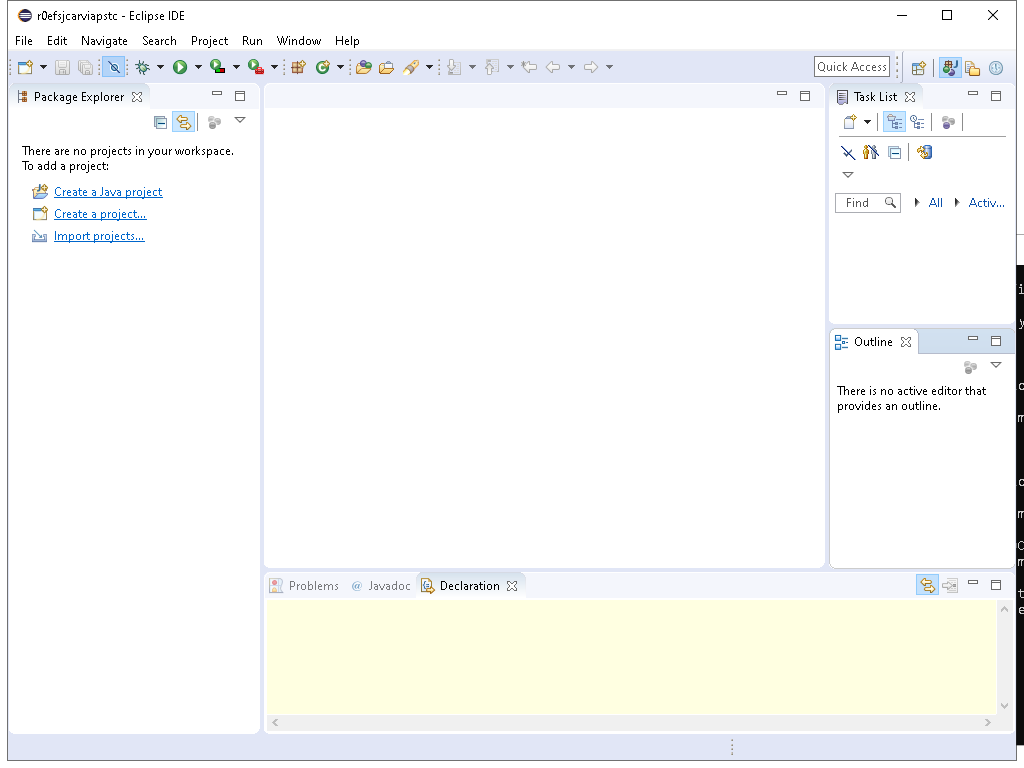 r0efsjcarviapstc - Eclipse IDE
File Edit Navigate Search Project Run Window Help
Quick Access
Package Explorer
Task List
There are no projects in your workspace.
To add a project:
Create a Java project
Create a project...
Import projects...
Find
All
Activ...
Outline
There is no active editor that
provides an outline.
Problems
@ Javadoc
Declaration